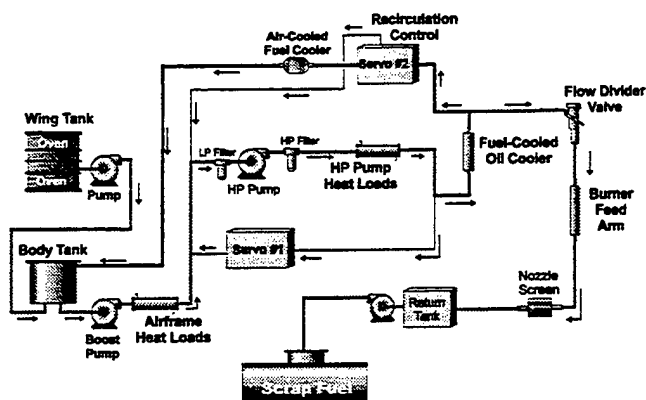 Recirculation
Control
Air-Cooled
Fuel Cooler
Servo #2
Flow Divider
Valve
Wing Tank
Oven
Oven
Pump
LP Filter
HP Filter
HP Pump
HP Pump
Heat Loads
Fuel-Cooled
Oil Cooler
Burner
Feed
Arm
Body Tank
Servo #1
Boost
Pump
Airframe
Heat Loads
Return
Tank
Nozzle
Screen
Scrap Fuel